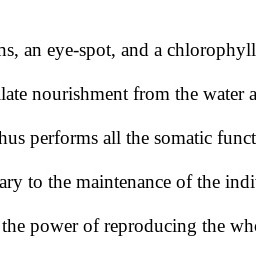 ns, an eye-spot, and a chlorophyll
late nourishment from the water a
hus performs all the somatic funct
ary to the maintenance of the indi
the power of reproducing the who